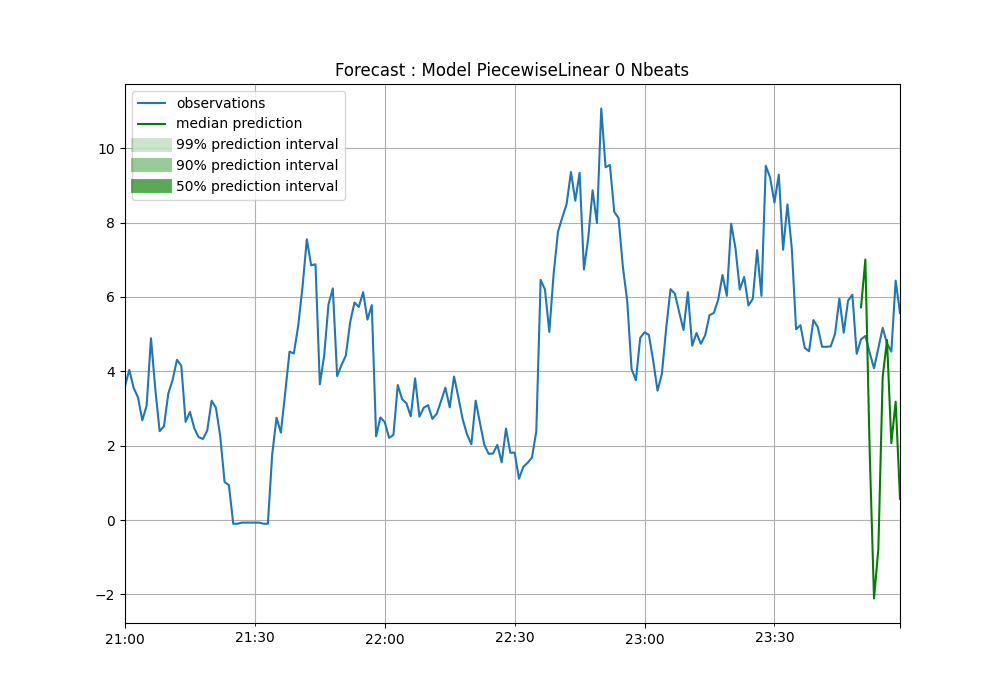 Forecast : Model PiecewiseLinear 0 Nbeats
observations
median prediction
99% prediction interval
90% prediction interval
50% prediction interval
10
8
6
4
2
0
−2
21:00
21:30
22:00
22:30
23:00
23:30